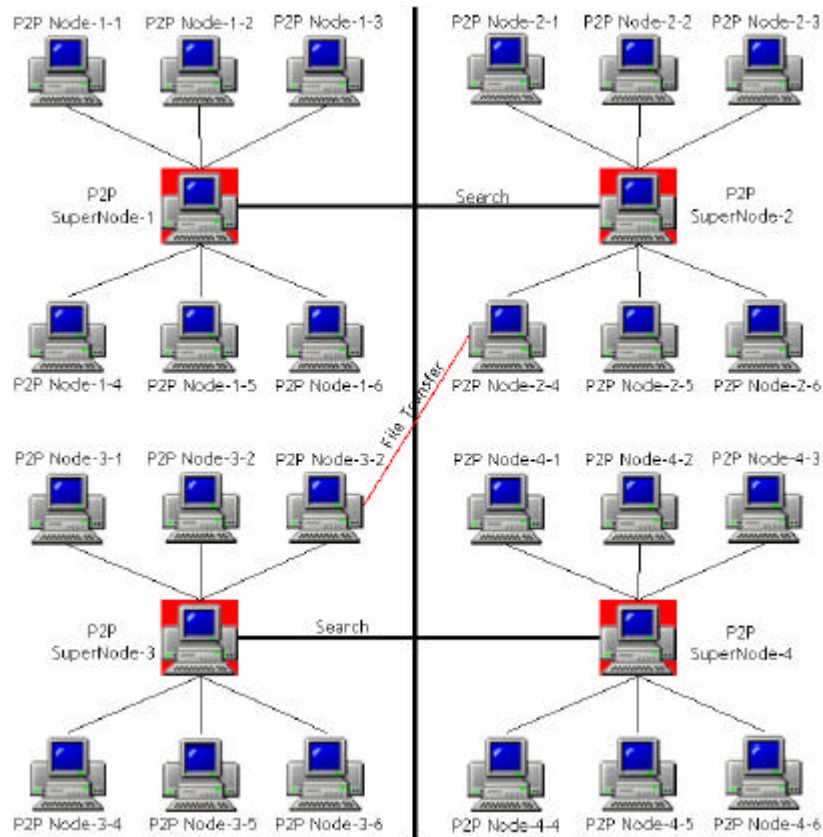 P2P Node-1-1
P2P Node-1-2
P2P Node-1-3
P2P Node-2-1
P2P Node-2-2
P2P Node-2-3
P2P
SuperNode-1
Search
P2P
SuperNode-2
P2P Node-1-4
P2P Node-1-5
P2P Node-1-6
P2P Node-2-4
P2P Node-2-5
P2P Node-2-6
File Transfer
P2P Node-3-1
P2P Node-3-2
P2P Node-3-2
P2P Node-4-1
P2P Node-4-2
P2P Node-4-3
P2P
SuperNode-3
Search
P2P
SuperNode-4
P2P Node-3-4
P2P Node-3-5
P2P Node-3-6
P2P Node-4-4
P2P Node-4-5
P2P Node-4-6